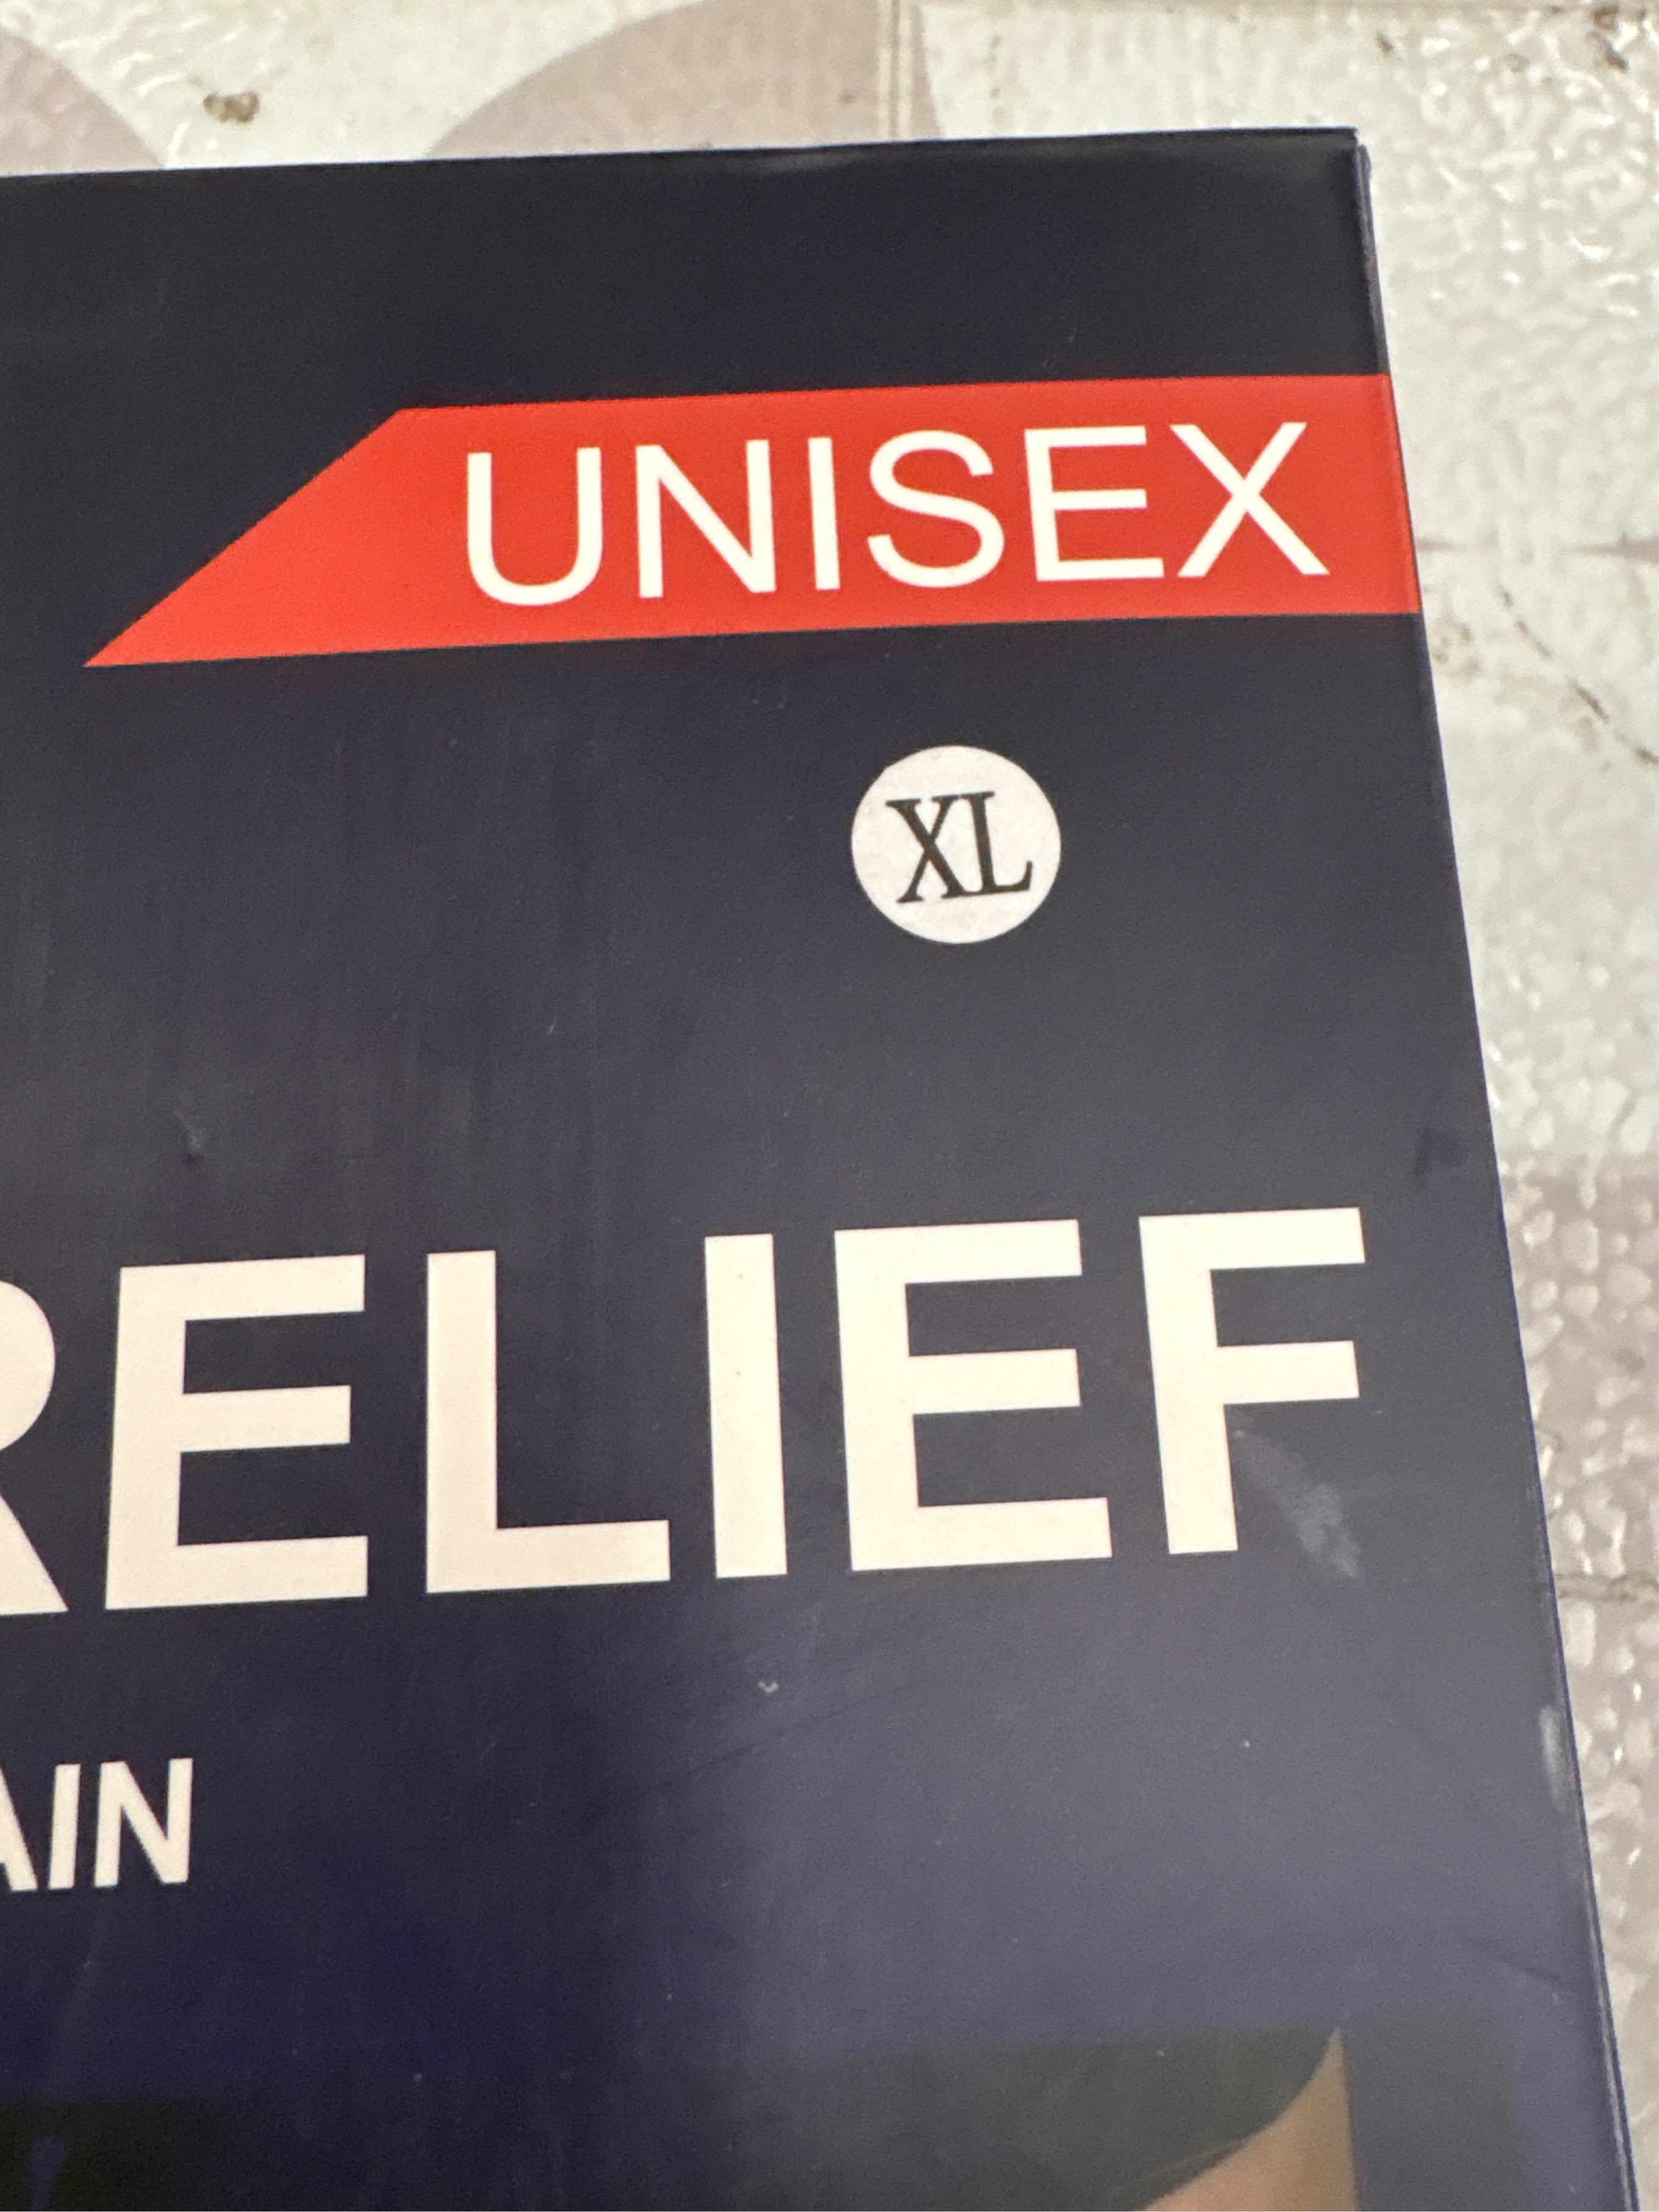 UNISEX
XL
RELIEF
AIN